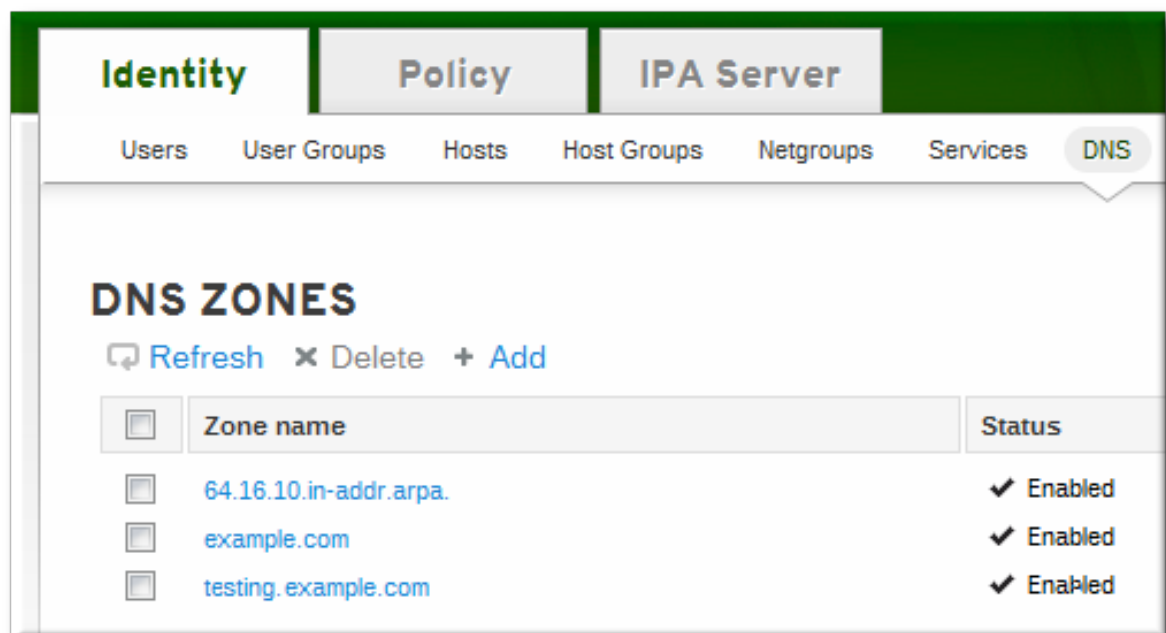 Identity Policy IPA Server
Users User Groups Hosts Host Groups Netgroups Services DNS
DNS ZONES
Refresh Delete + Add
Zone name Status
64.16.10.in-addr.arpa. Enabled
example.com Enabled
testing.example.com Enabled